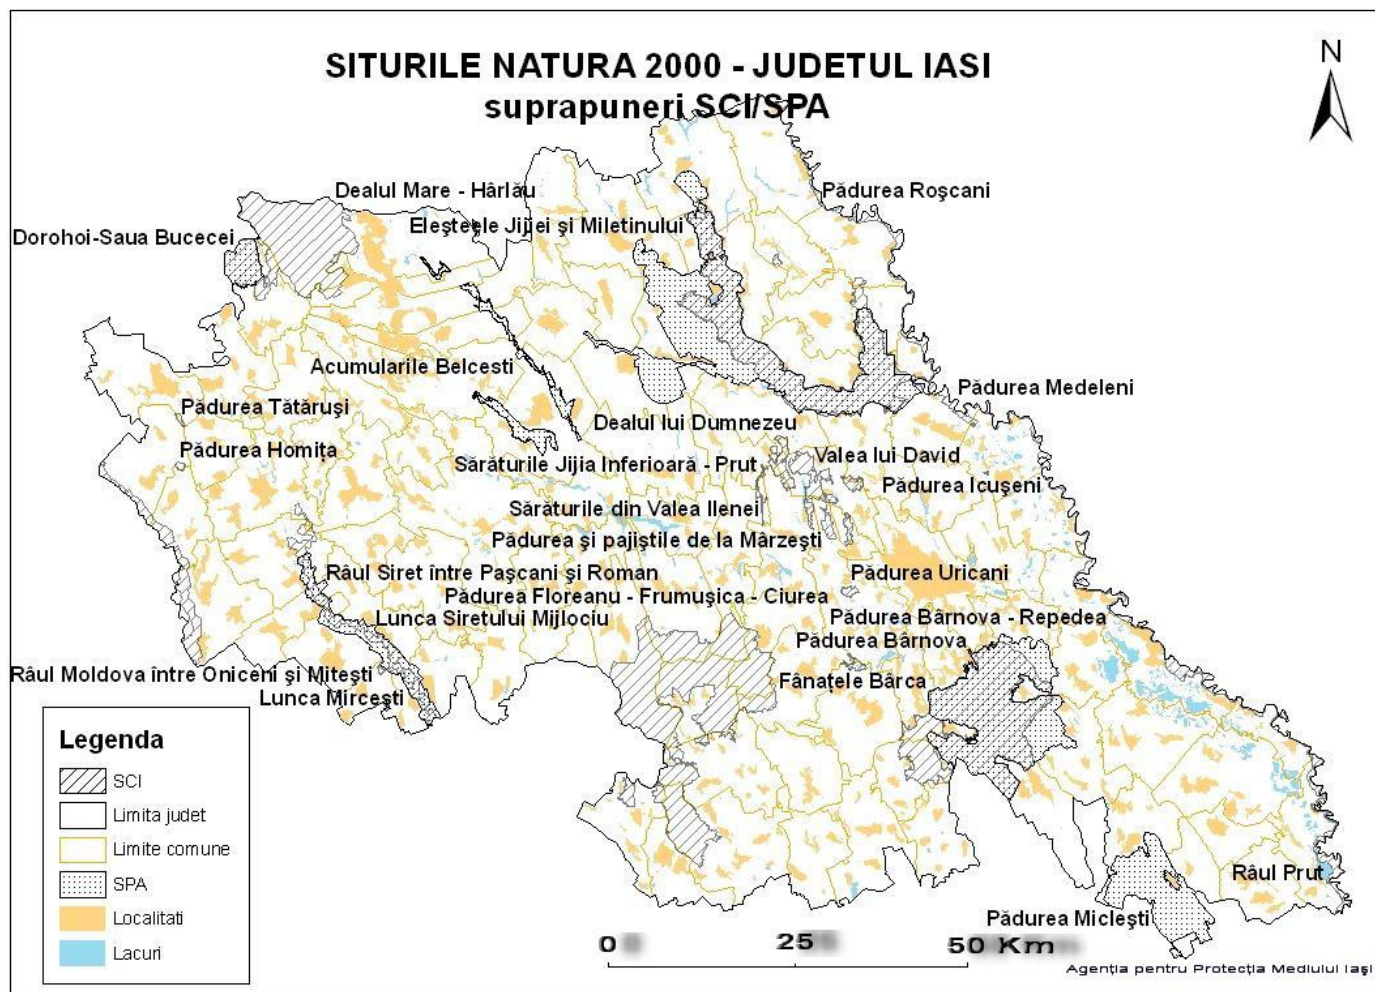 SITURILE NATURA 2000 - JUDETUL IASI
suprapuneri SCI/SPA
N
Dealul Mare - Hârlău
Pădurea Roşcani
Eleşteele Jijiei şi Miletinului
Dorohoi-Saua Bucecei
Acumularile Belcesti
Pădurea Medeleni
Pădurea Tătăruşi
Dealul lui Dumnezeu
Pădurea Homiţa
Sărăturile Jijia Inferioară - Prut
Valea lui David
Pădurea Icuşeni
Sărăturile din Valea Ilenei
Pădurea şi pajiştile de la Mârzeşti
Râul Siret între Paşcani şi Roman
Pădurea Uricani
Pădurea Floreanu - Frumuşica - Ciurea
Lunca Siretului Mijlociu
Pădurea Bârnova - Repedea
Pădurea Bârnova
Râul Moldova între Oniceni şi Miteşti
Fânaţele Bârca
Lunca Mirceşti
Legenda
SCI
Limita judet
Limite comune
SPA
Localitati
Lacuri
Râul Prut
Pădurea Micleşti
0 25 50 Km
Agenţia pentru Protecţia Mediului Iaşi